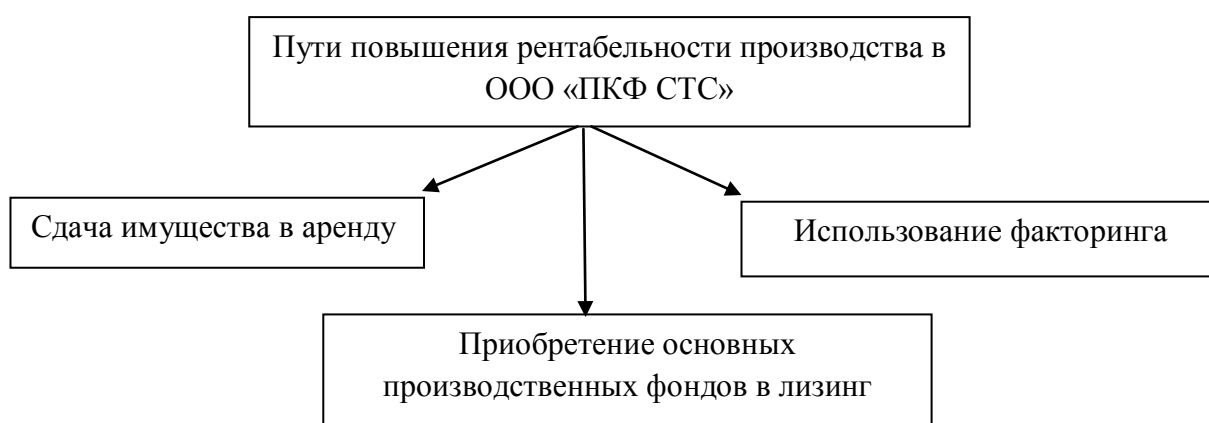 Пути повышения рентабельности производства в
ООО «ПКФ СТС»
Сдача имущества в аренду
Использование факторинга
Приобретение основных
производственных фондов в лизинг